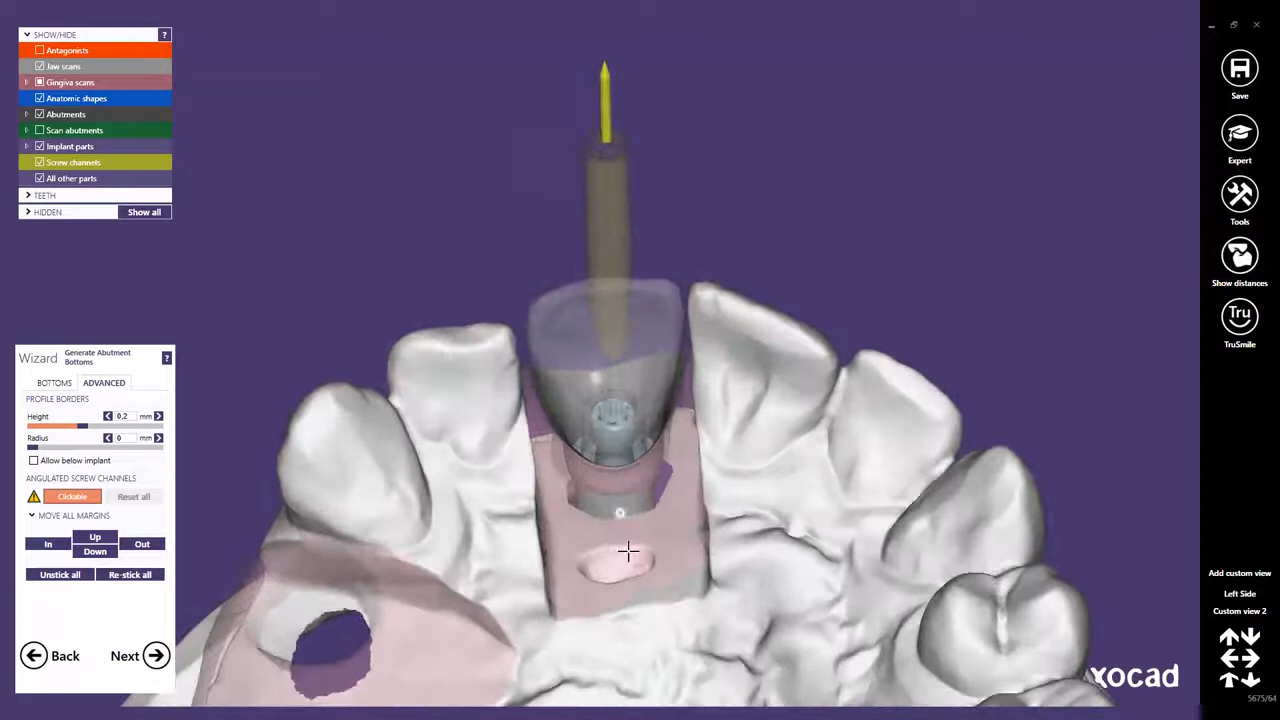 SHOW/HIDE ?
Antagonists
Jaw scans
Gingiva scans
Anatomic shapes
Abutments
Scan abutments
Implant parts
Screw channels
All other parts
TEETH
HIDDEN Show all
Wizard Generate Abutment Bottoms ?
BOTTOMS ADVANCED
PROFILE BORDERS
Height 0,2 mm
Radius 0 mm
Allow below implant
ANGULATED SCREW CHANNELS
Clickable Reset all
MOVE ALL MARGINS
In Up Down Out
Unstick all Re-stick all
Back Next
Save
Expert
Tools
Show distances
Tru
TruSmile
Add custom view
Left Side
Custom view 2
xocad
5675/64